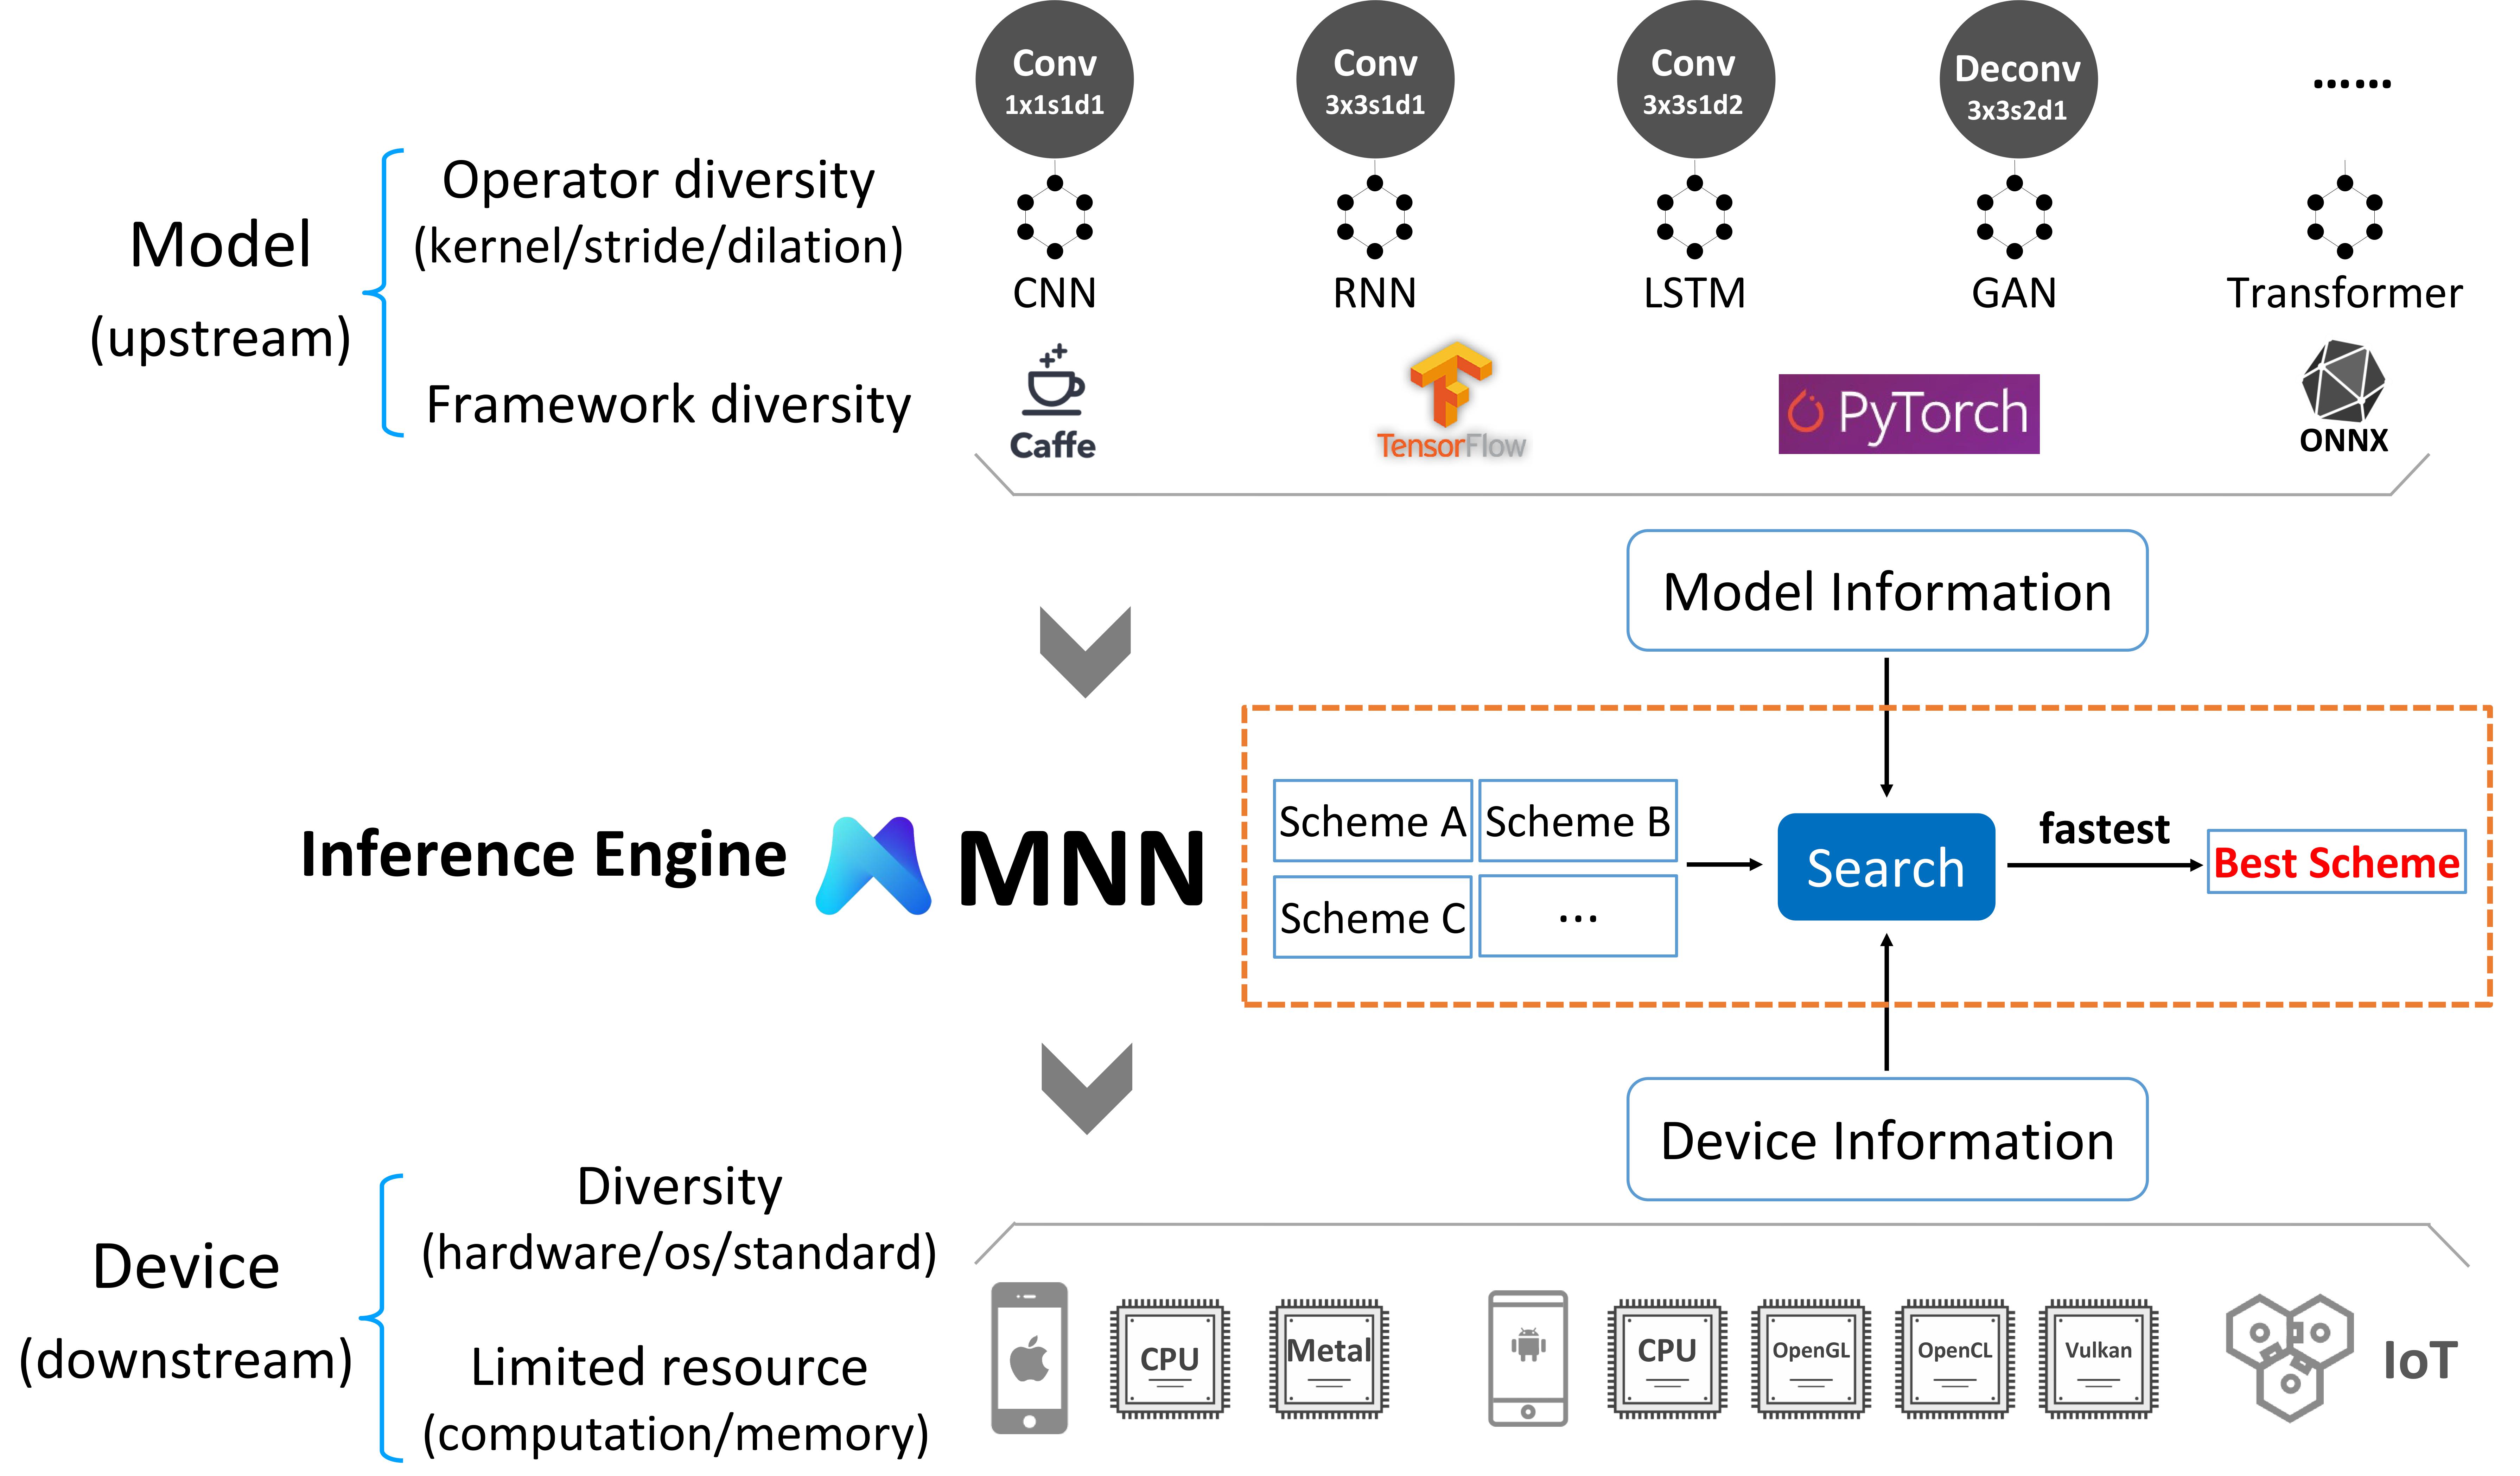 Conv
1x1s1d1
Conv
3x3s1d1
Conv
3x3s1d2
Deconv
3x3s2d1
......
Model
(upstream)
Operator diversity
(kernel/stride/dilation)
CNN
RNN
LSTM
GAN
Transformer
Framework diversity
Caffe
TensorFlow
PyTorch
ONNX
Model Information
Inference Engine
MNN
Scheme A
Scheme B
Scheme C
...
Search
fastest
Best Scheme
Device Information
Device
(downstream)
Diversity
(hardware/os/standard)
Limited resource
(computation/memory)
CPU
Metal
CPU
OpenGL
OpenCL
Vulkan
IoT